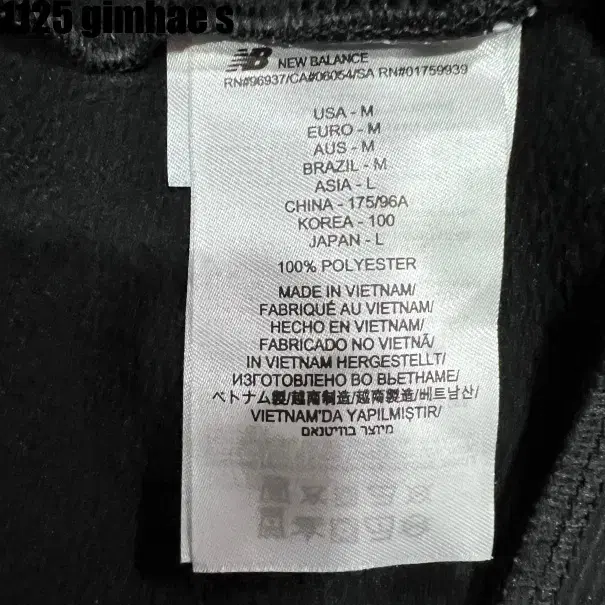 1125 gimhae s
NB NEW BALANCE
RN#96937/CA#06054/SA RN#01759939
USA - M
EURO - M
AUS - M
BRAZIL - M
ASIA - L
CHINA - 175/96A
KOREA - 100
JAPAN - L
100% POLYESTER
MADE IN VIETNAM/
FABRIQUÉ AU VIETNAM/
HECHO EN VIETNAM/
FABRICADO NO VIETNÃ/
IN VIETNAM HERGESTELLT/
ИЗГОТОВЛЕНО ВО ВЬЕТНАМЕ/
ベトナム製/越南制造/越南製造/베트남산/
VIETNAM'DA YAPILMIŞTIR/
מיוצר בוויטנאם